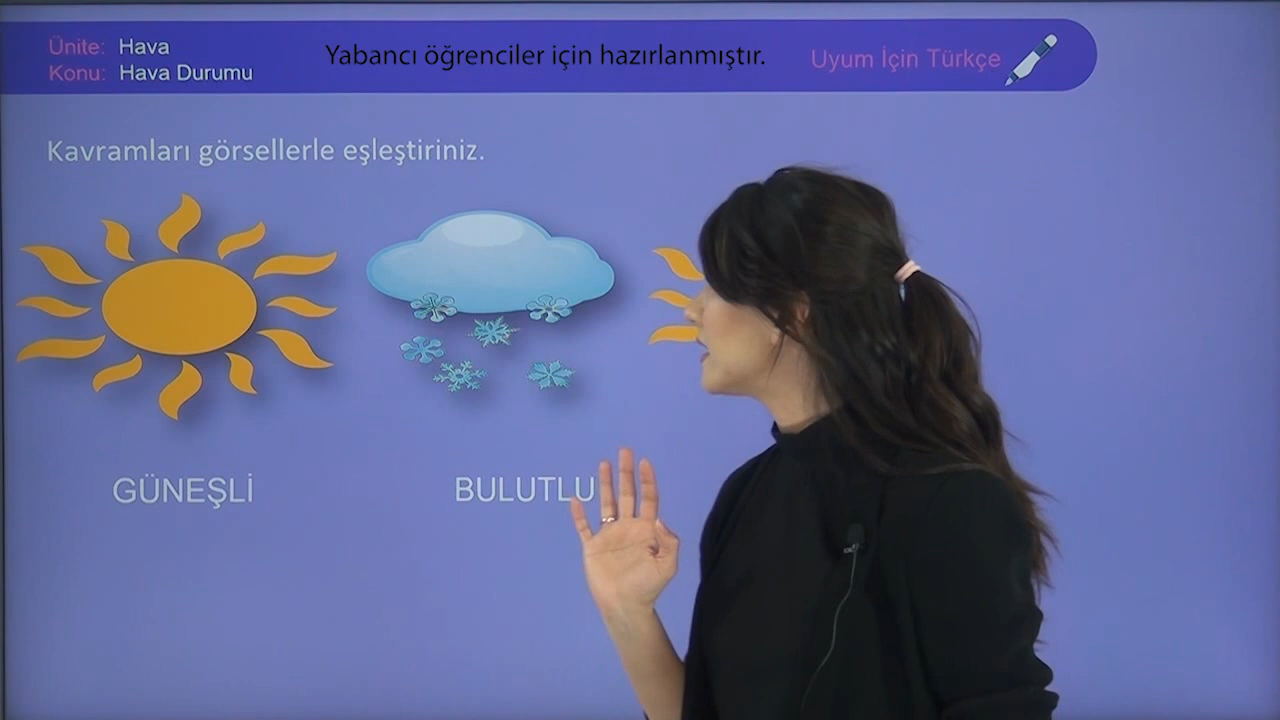 Ünite: Hava
Konu: Hava Durumu
Yabancı öğrenciler için hazırlanmıştır.
Uyum İçin Türkçe
Kavramları görsellerle eşleştiriniz.
GÜNEŞLİ
BULUTLU